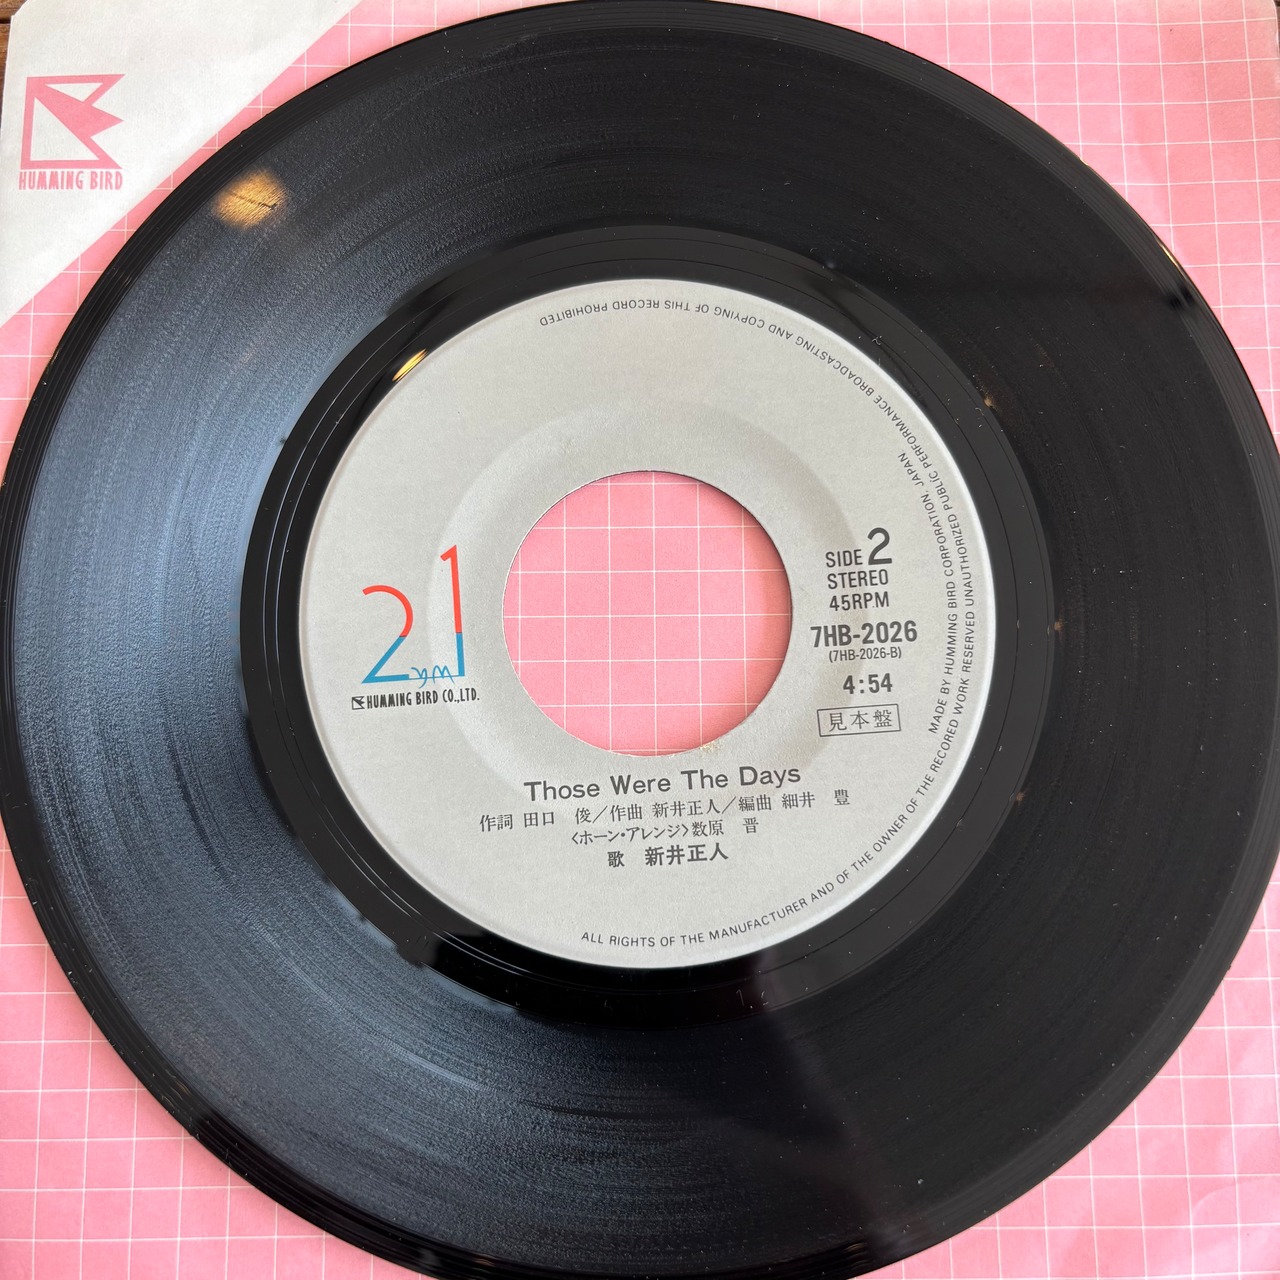 HUMMING BIRD
21
HUMMING BIRD CO.,LTD.
SIDE 2
STEREO
45RPM
7HB-2026
(7HB-2026-B)
4:54
見本盤
Those Were The Days
作詞 田口 俊／作曲 新井正人／編曲 細井 豊
〈ホーン・アレンジ〉数原 晋
歌 新井正人
MADE BY HUMMING BIRD CORPORATION, JAPAN.
ALL RIGHTS OF THE MANUFACTURER AND OF THE OWNER OF THE RECORED WORK RESERVED UNAUTHORIZED PUBLIC PERFORMANCE BROADCASTING AND COPYING OF THIS RECORD PROHIBITED